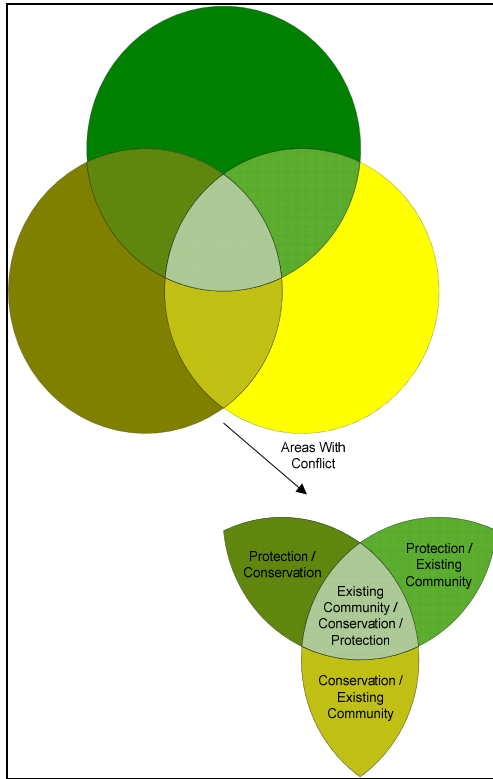 Areas With
Conflict
Protection /
Conservation
Protection /
Existing
Community
Existing
Community /
Conservation /
Protection
Conservation /
Existing
Community